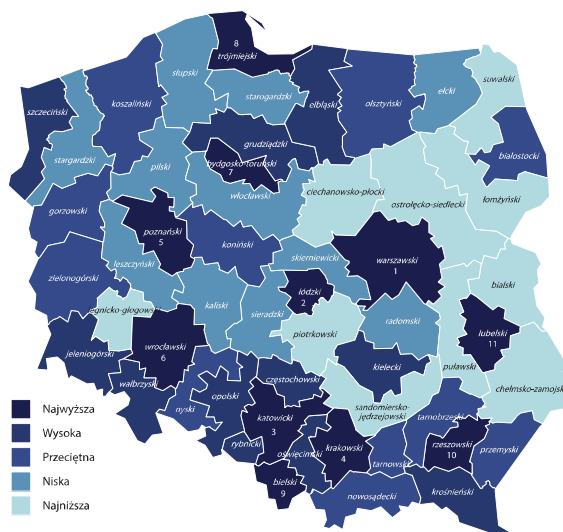 8
trójmiejski
słupski
koszaliński
szczeciński
starogardzki
elbląski
olsztyński
ełcki
suwalski
stargardzki
pilski
grudziądzki
bydgosko-toruński
7
białostocki
włocławski
ciechanowsko-płocki
ostrołęcko-siedlecki
łomżyński
gorzowski
poznański
5
koniński
zielonogórski
leszczyński
skierniewicki
warszawski
1
bialski
legnicko-głogowski
kaliski
sieradzki
łódzki
2
radomski
piotrkowski
lubelski
11
jeleniogórski
wrocławski
6
kielecki
puławski
wałbrzyski
chełmsko-zamojski
nyski
opolski
częstochowski
sandomiersko-
jędrzejowski
tarnobrzeski
katowicki
3
rybnicki
oświęcimski
krakowski
4
tarnowski
rzeszowski
10
przemyski
bielski
9
nowosądecki
krośnieński
Najwyższa
Wysoka
Przeciętna
Niska
Najniższa